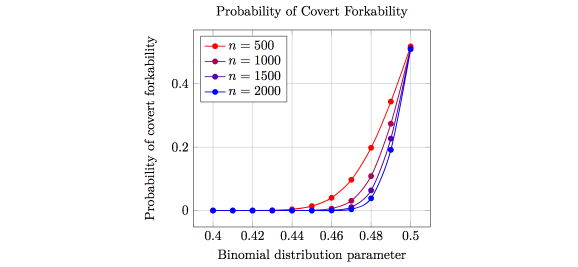 Probability of Covert Forkability
n = 500
n = 1000
n = 1500
n = 2000
Probability of covert forkability
0.4
0.2
0
0.4 0.42 0.44 0.46 0.48 0.5
Binomial distribution parameter